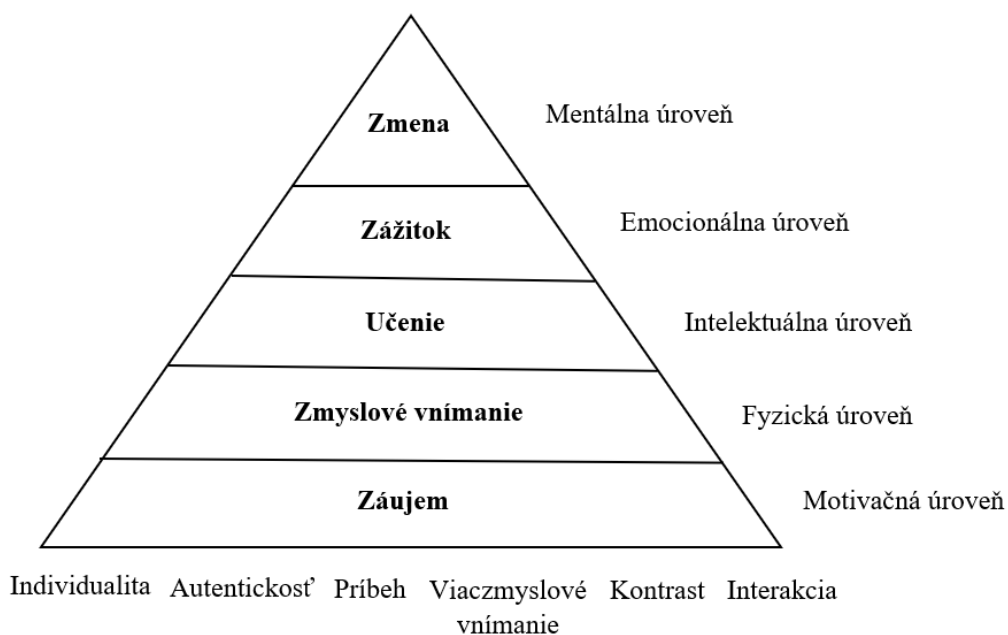 Zmena
Mentálna úroveň
Zážitok
Emocionálna úroveň
Učenie
Intelektuálna úroveň
Zmyslové vnímanie
Fyzická úroveň
Záujem
Motivačná úroveň
Individualita
Autentickosť
Príbeh
Viaczmyslové
vnímanie
Kontrast
Interakcia